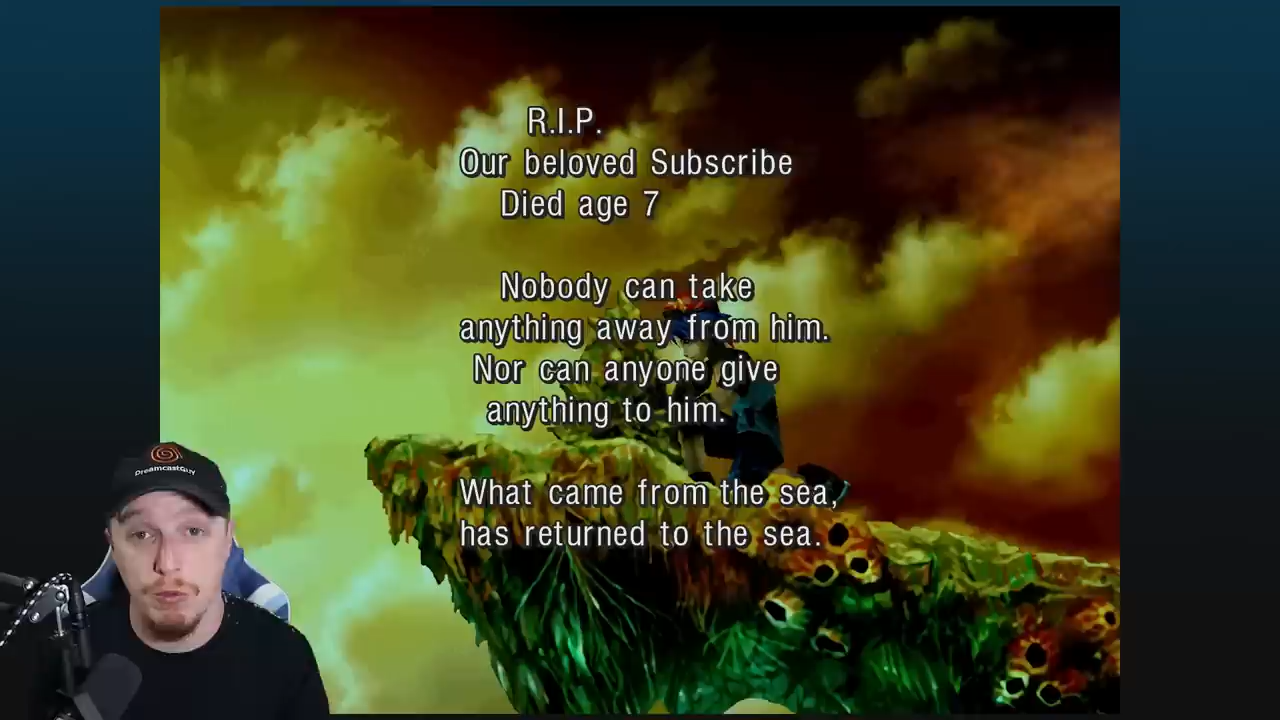 R.I.P.
Our beloved Subscribe
Died age 7
Nobody can take
anything away from him.
Nor can anyone give
anything to him.
What came from the sea,
has returned to the sea.
DreamcastGuy